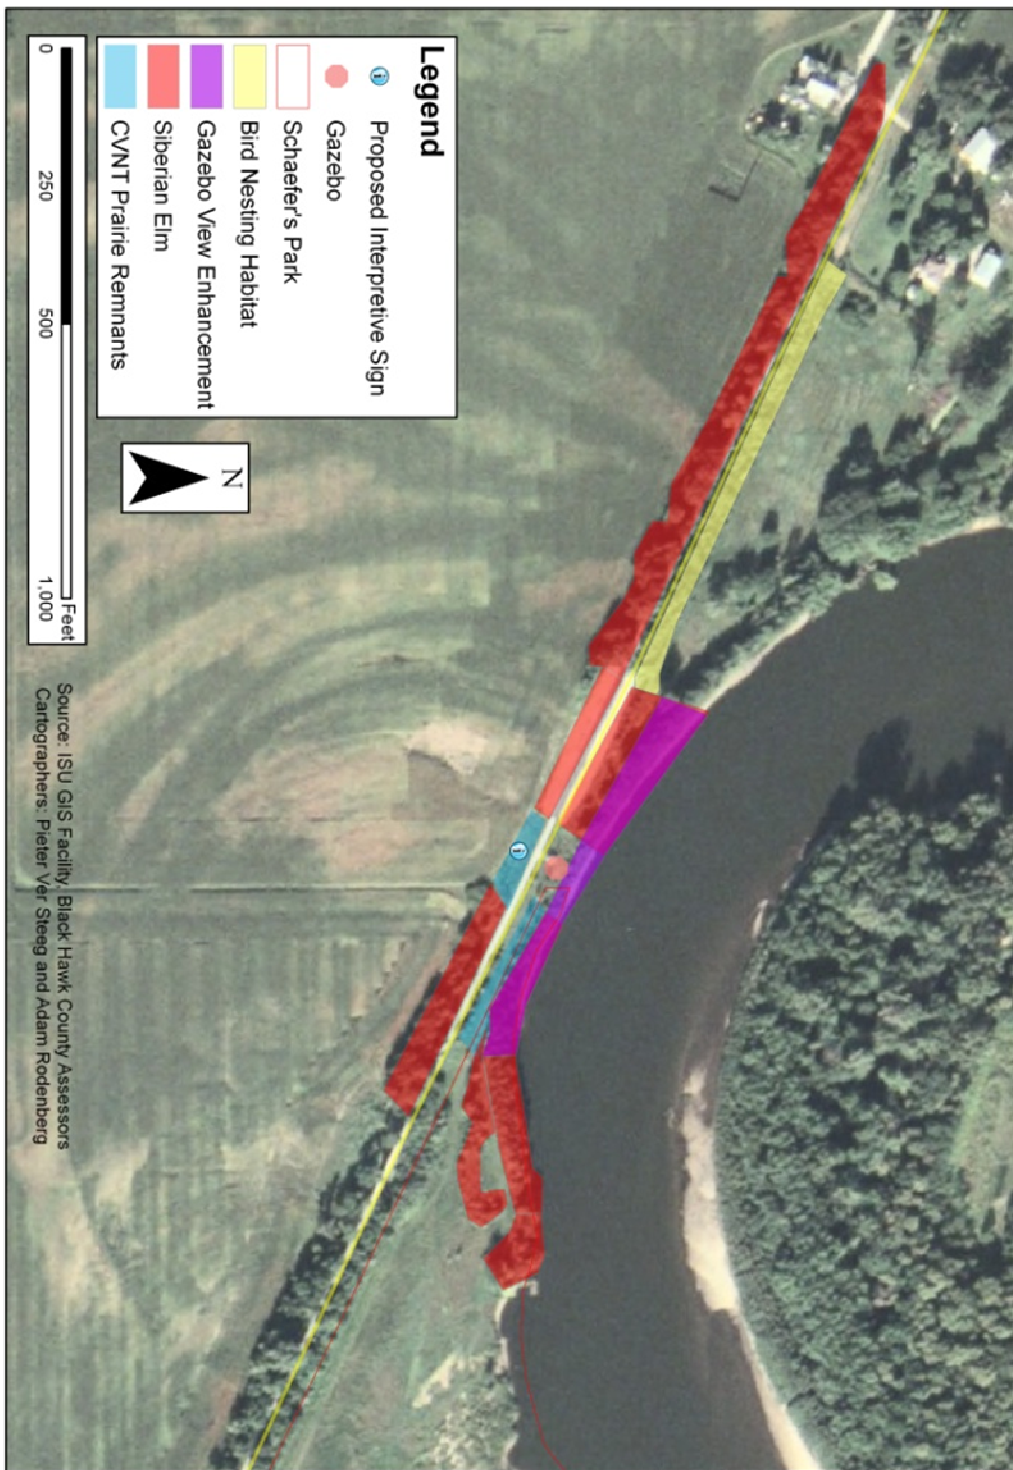 Legend
Proposed Interpretive Sign
Gazebo
Schaefer's Park
Bird Nesting Habitat
Gazebo View Enhancement
Siberian Elm
CVNT Prairie Remnants
N
0 250 500 1,000
Feet
Source: ISU GIS Facility, Black Hawk County Assessors
Cartographers: Pieter Ver Steeg and Adam Rodenberg